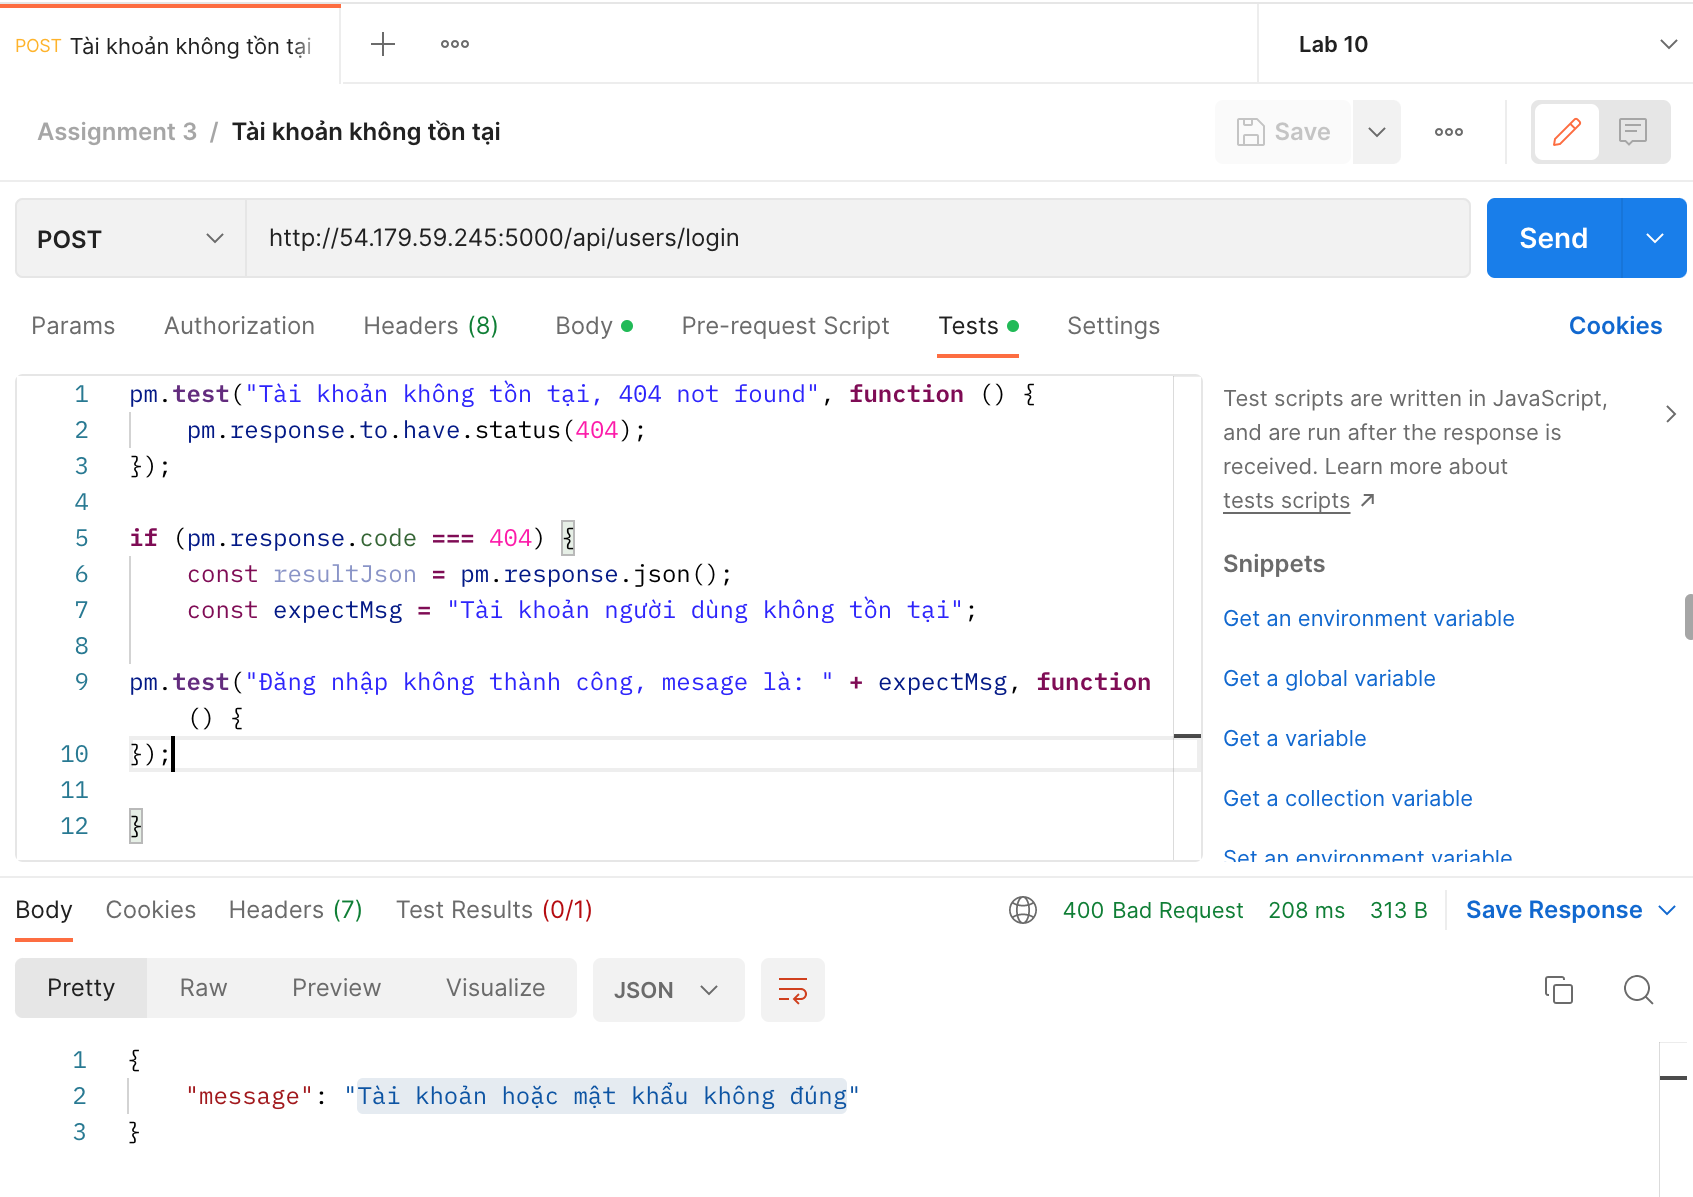 POST Tài khoản không tồn tại
Lab 10
Assignment 3 / Tài khoản không tồn tại
Save
POST
http://54.179.59.245:5000/api/users/login
Send
Params Authorization Headers (8) Body Pre-request Script Tests Settings Cookies
1 pm.test("Tài khoản không tồn tại, 404 not found", function () {
2 pm.response.to.have.status(404);
3 });
4
5 if (pm.response.code === 404) {
6 const resultJson = pm.response.json();
7 const expectMsg = "Tài khoản người dùng không tồn tại";
8
9 pm.test("Đăng nhập không thành công, mesage là: " + expectMsg, function
() {
10 });
11
12 }
Test scripts are written in JavaScript,
and are run after the response is
received. Learn more about
tests scripts ↗
Snippets
Get an environment variable
Get a global variable
Get a variable
Get a collection variable
Set an environment variable
Body Cookies Headers (7) Test Results (0/1)
400 Bad Request 208 ms 313 B Save Response
Pretty Raw Preview Visualize JSON
1 {
2 "message": "Tài khoản hoặc mật khẩu không đúng"
3 }